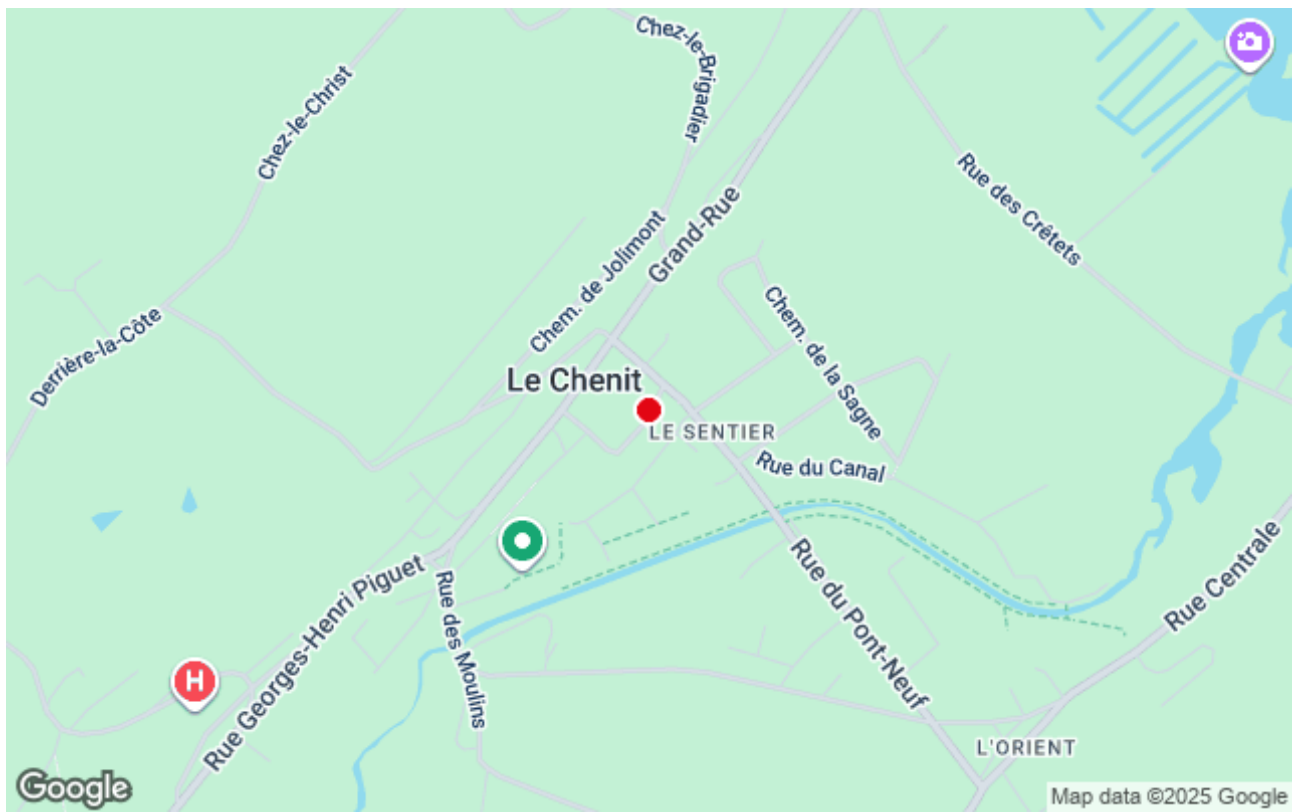 Chez-le-Brigadier
Chez-le-Christ
Rue des Crêtets
Grand-Rue
Chem. de Jolimont
Derrière-la-Côte
Chem. de la Sagne
Le Chenit
LE SENTIER
Rue du Canal
Rue Georges-Henri Piguet
Rue des Moulins
Rue du Pont-Neuf
Rue Centrale
H
L'ORIENT
Google
Map data ©2025 Google